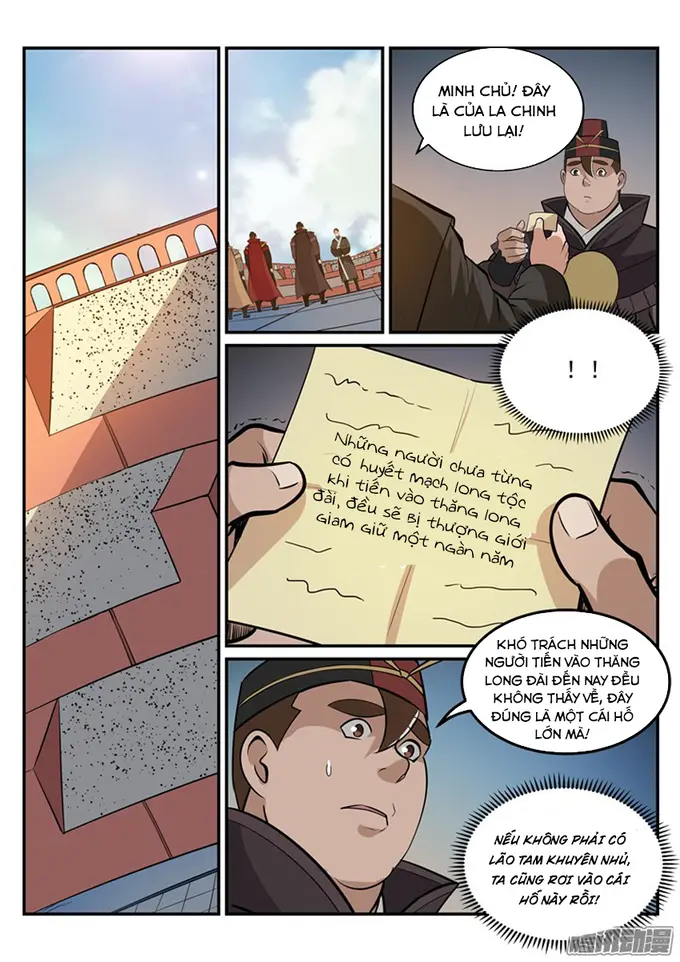 MINH CHỦ! ĐÂY
LÀ CỦA LA CHINH
LƯU LẠI!
! !
Những người chưa từng
có huyết mạch long tộc
khi tiến vào thăng long
đài, đều sẽ bị thượng giới
giam giữ một ngàn năm
KHÓ TRÁCH NHỮNG
NGƯỜI TIẾN VÀO THĂNG
LONG ĐÀI ĐẾN NAY ĐỀU
KHÔNG THẤY VỀ, ĐÂY
ĐÚNG LÀ MỘT CÁI HỐ
LỚN MÀ!
NẾU KHÔNG PHẢI CÓ
LÃO TAM KHUYÊN NHỦ,
TA CŨNG RƠI VÀO CÁI
HỐ NÀY RỒI!